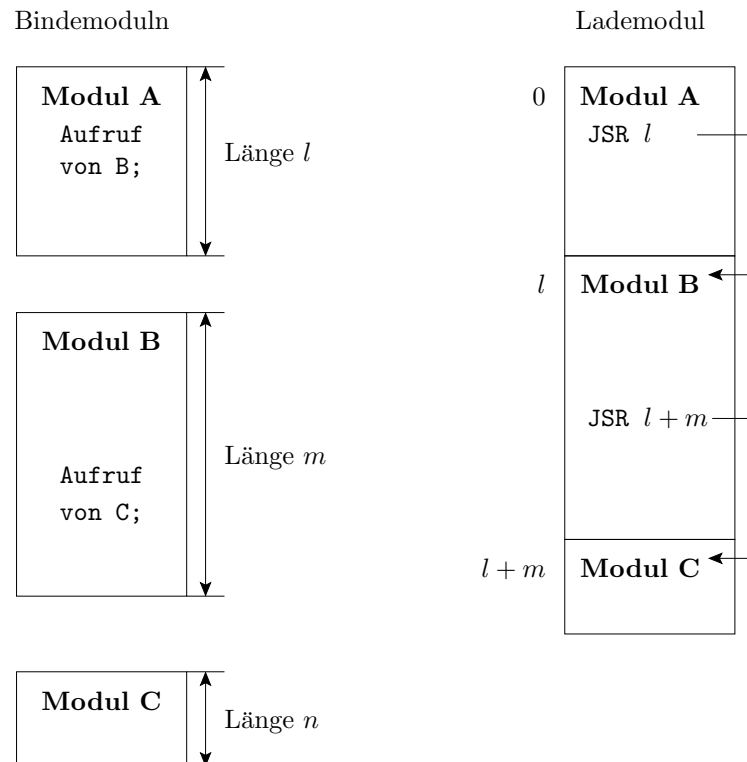 Bindemoduln
Modul A
Aufruf
von B;
Länge l
Modul B
Aufruf
von C;
Länge m
Modul C
Länge n
Lademodul
0
Modul A
JSR l
l
Modul B
JSR l + m
l + m
Modul C